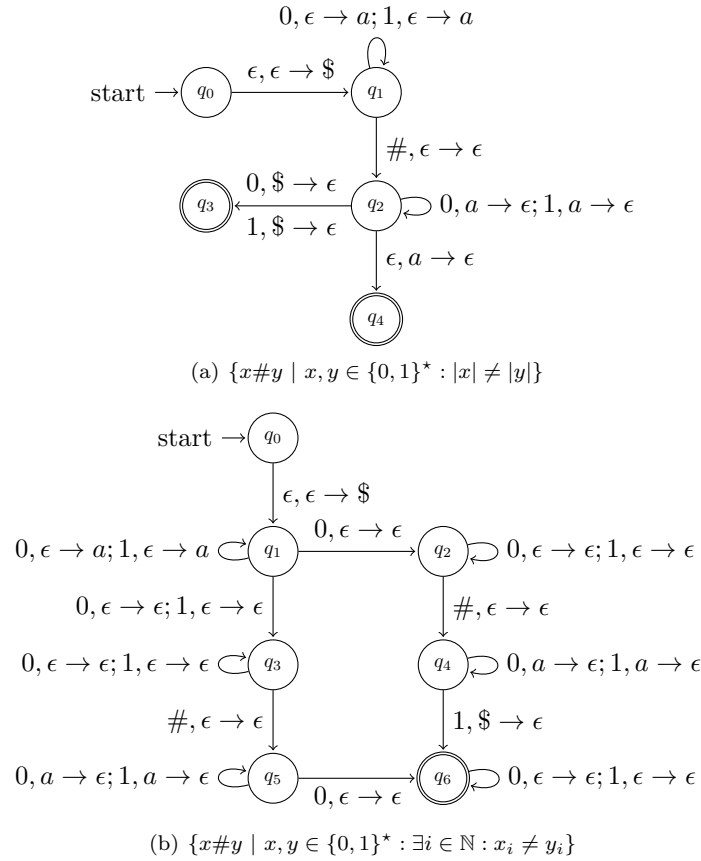 0, ϵ → a; 1, ϵ → a
start
q₀
ϵ, ϵ → $
q₁
#, ϵ → ϵ
q₃
0, $ → ϵ
1, $ → ϵ
q₂
0, a → ϵ; 1, a → ϵ
ϵ, a → ϵ
q₄
(a) {x#y | x, y ∈ {0, 1}⋆ : |x| ≠ |y|}
start
q₀
ϵ, ϵ → $
0, ϵ → a; 1, ϵ → a
q₁
0, ϵ → ϵ
q₂
0, ϵ → ϵ; 1, ϵ → ϵ
0, ϵ → ϵ; 1, ϵ → ϵ
#, ϵ → ϵ
0, ϵ → ϵ; 1, ϵ → ϵ
q₃
q₄
0, a → ϵ; 1, a → ϵ
#, ϵ → ϵ
1, $ → ϵ
0, a → ϵ; 1, a → ϵ
q₅
0, ϵ → ϵ
q₆
0, ϵ → ϵ; 1, ϵ → ϵ
(b) {x#y | x, y ∈ {0, 1}⋆ : ∃i ∈ ℕ : xᵢ ≠ yᵢ}